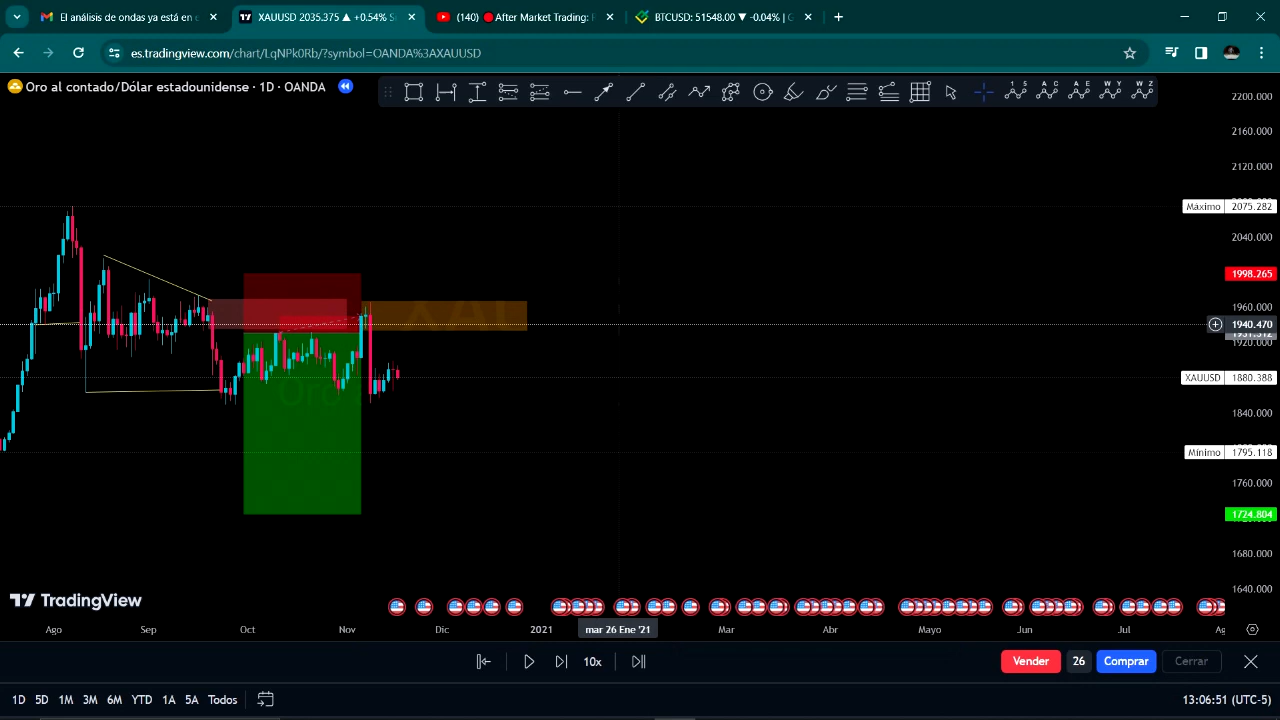 El análisis de ondas ya está en e
XAUUSD 2035.375 ▲ +0.54% S
(140) 🔴After Market Trading: F
BTCUSD: 51548.00 ▼ -0.04% | G
es.tradingview.com/chart/LqNPk0Rb/?symbol=OANDA%3AXAUUSD
Oro al contado/Dólar estadounidense · 1D · OANDA
1 5
A C
A E
W Y
W Z
2200.000
2160.000
2120.000
Máximo 2075.282
2040.000
1998.265
1960.000
1940.470
1920.000
XAUUSD 1880.388
1840.000
Mínimo 1795.118
1760.000
1724.804
1680.000
1640.000
XAU
Oro
TradingView
Ago Sep Oct Nov Dic 2021 mar 26 Ene '21 Mar Abr Mayo Jun Jul Ag
10x
Vender 26 Comprar Cerrar
1D 5D 1M 3M 6M YTD 1A 5A Todos
13:06:51 (UTC-5)